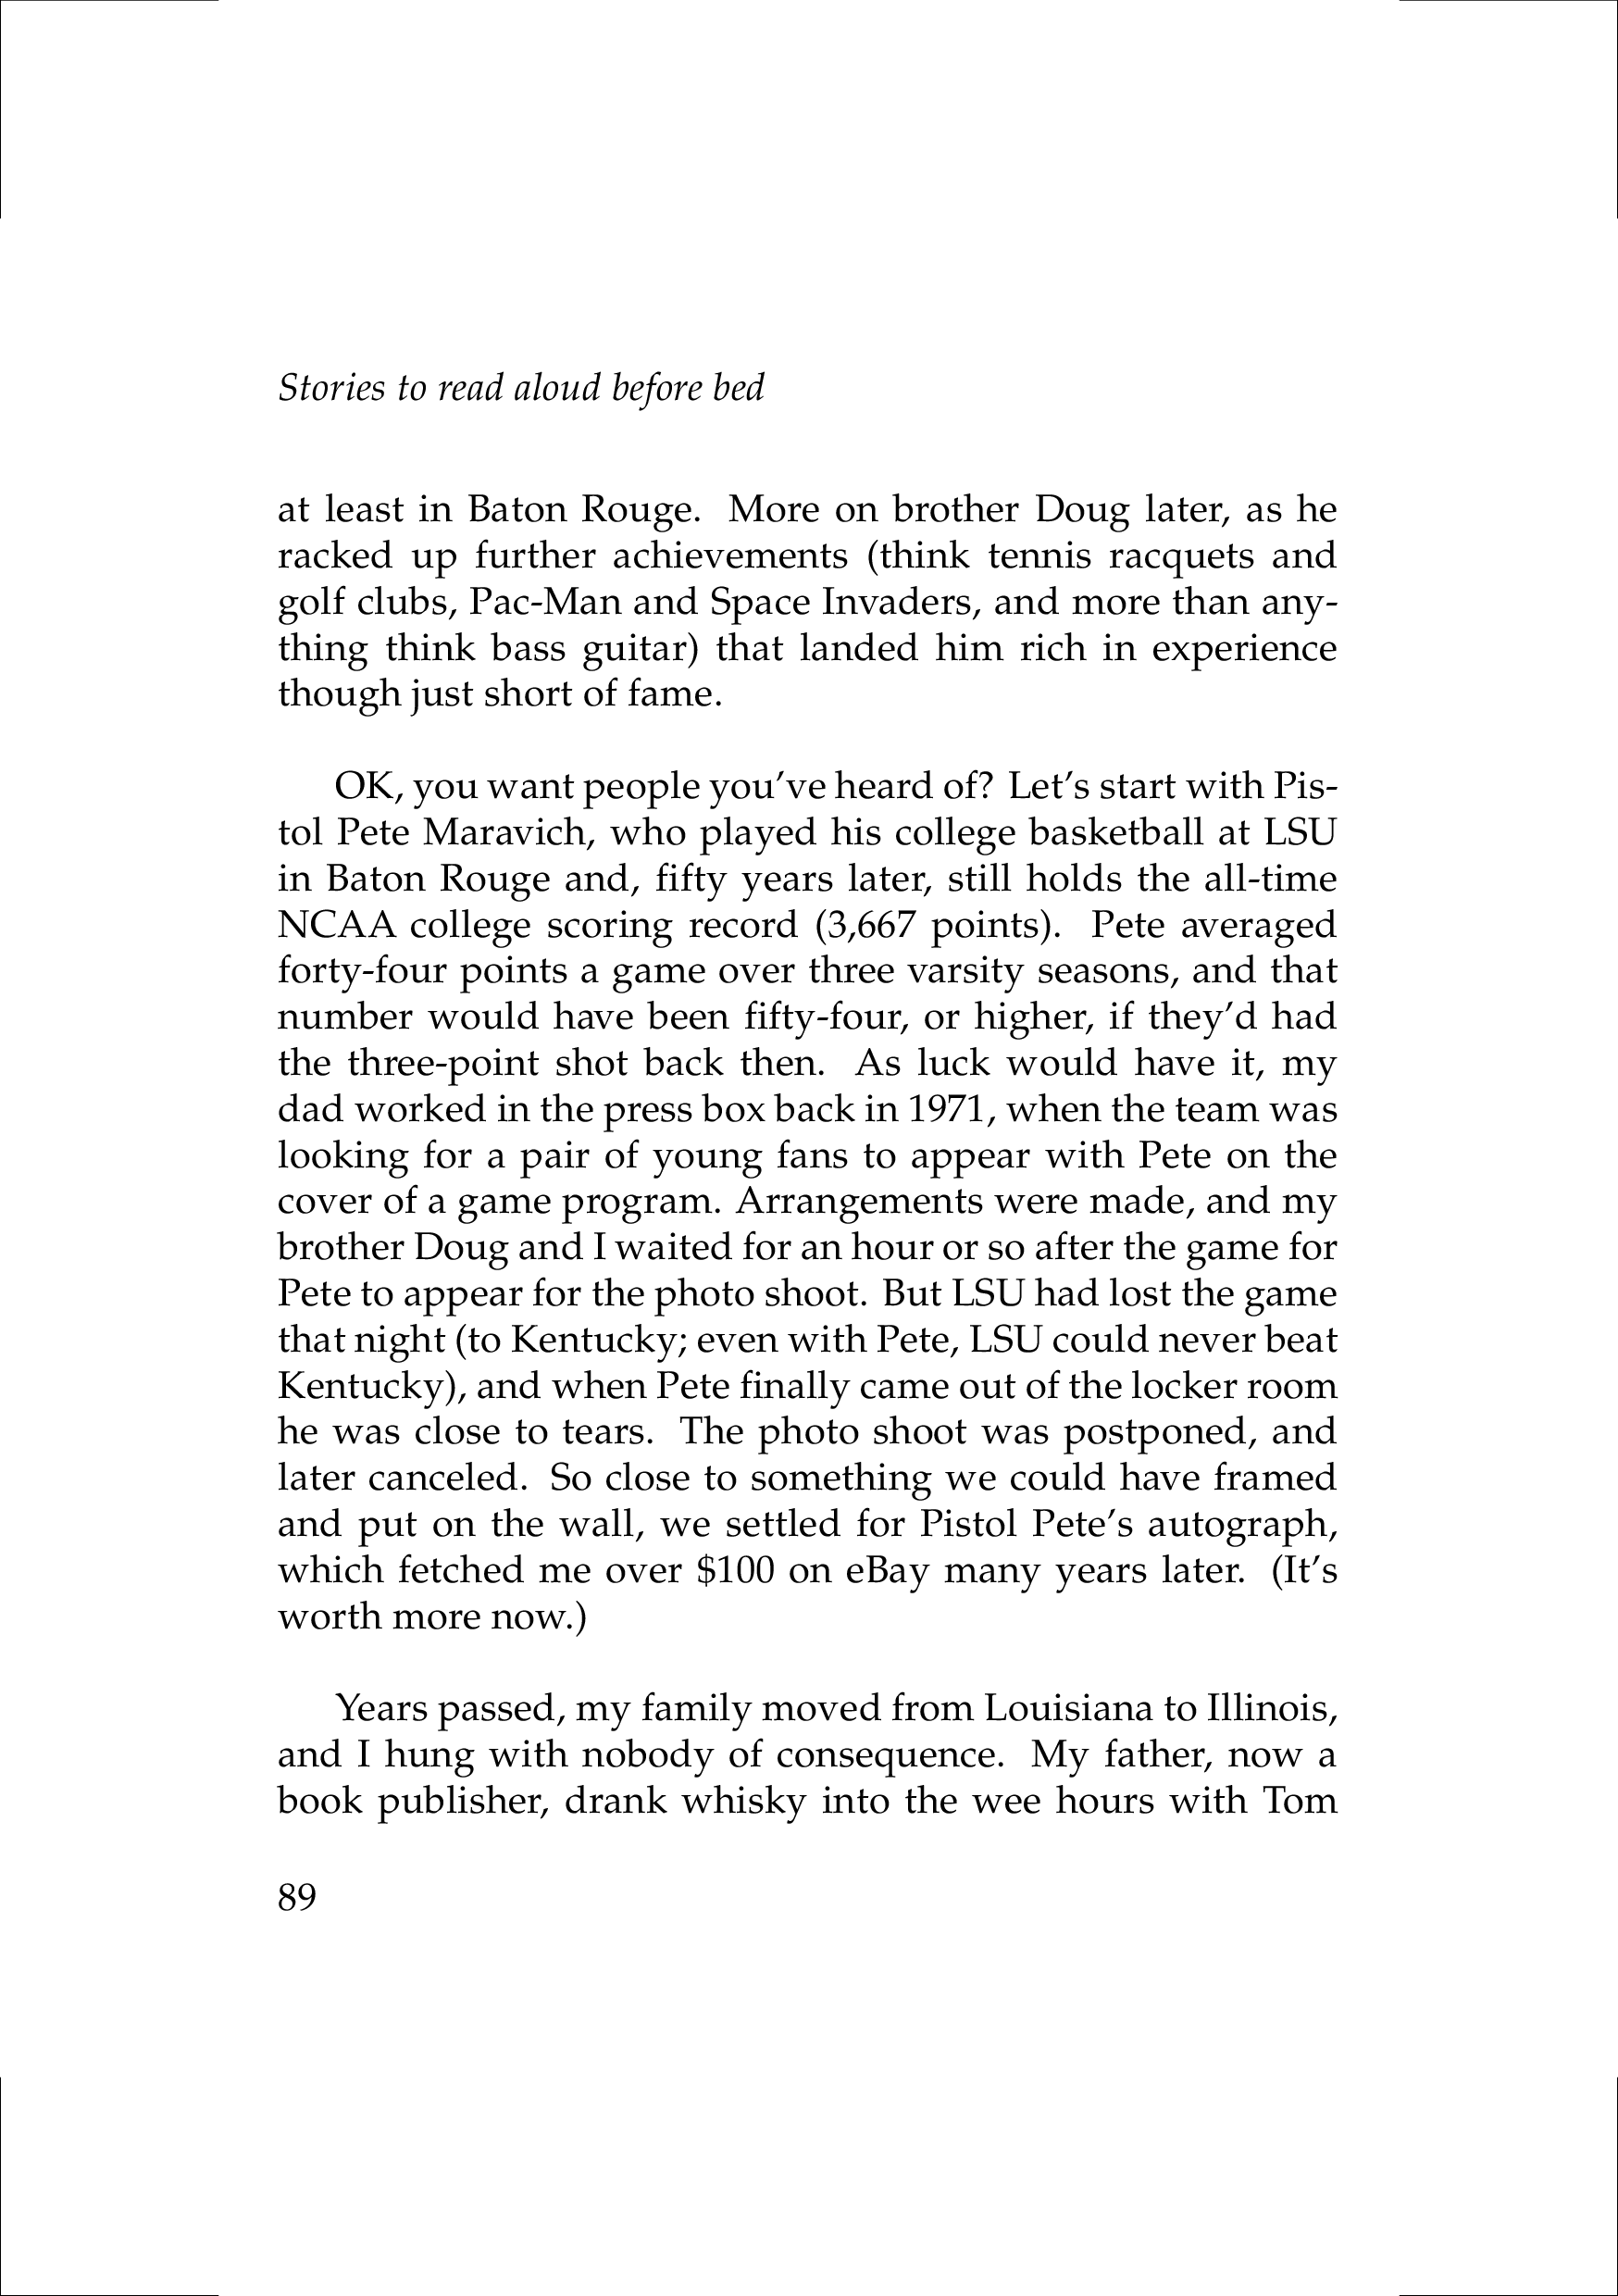 Stories to read aloud before bed
at least in Baton Rouge. More on brother Doug later, as he
racked up further achievements (think tennis racquets and
golf clubs, Pac-Man and Space Invaders, and more than any-
thing think bass guitar) that landed him rich in experience
though just short of fame.
OK, you want people you've heard of? Let's start with Pis-
tol Pete Maravich, who played his college basketball at LSU
in Baton Rouge and, fifty years later, still holds the all-time
NCAA college scoring record (3,667 points). Pete averaged
forty-four points a game over three varsity seasons, and that
number would have been fifty-four, or higher, if they'd had
the three-point shot back then. As luck would have it, my
dad worked in the press box back in 1971, when the team was
looking for a pair of young fans to appear with Pete on the
cover of a game program. Arrangements were made, and my
brother Doug and I waited for an hour or so after the game for
Pete to appear for the photo shoot. But LSU had lost the game
that night (to Kentucky; even with Pete, LSU could never beat
Kentucky), and when Pete finally came out of the locker room
he was close to tears. The photo shoot was postponed, and
later canceled. So close to something we could have framed
and put on the wall, we settled for Pistol Pete's autograph,
which fetched me over $100 on eBay many years later. (It's
worth more now.)
Years passed, my family moved from Louisiana to Illinois,
and I hung with nobody of consequence. My father, now a
book publisher, drank whisky into the wee hours with Tom
89